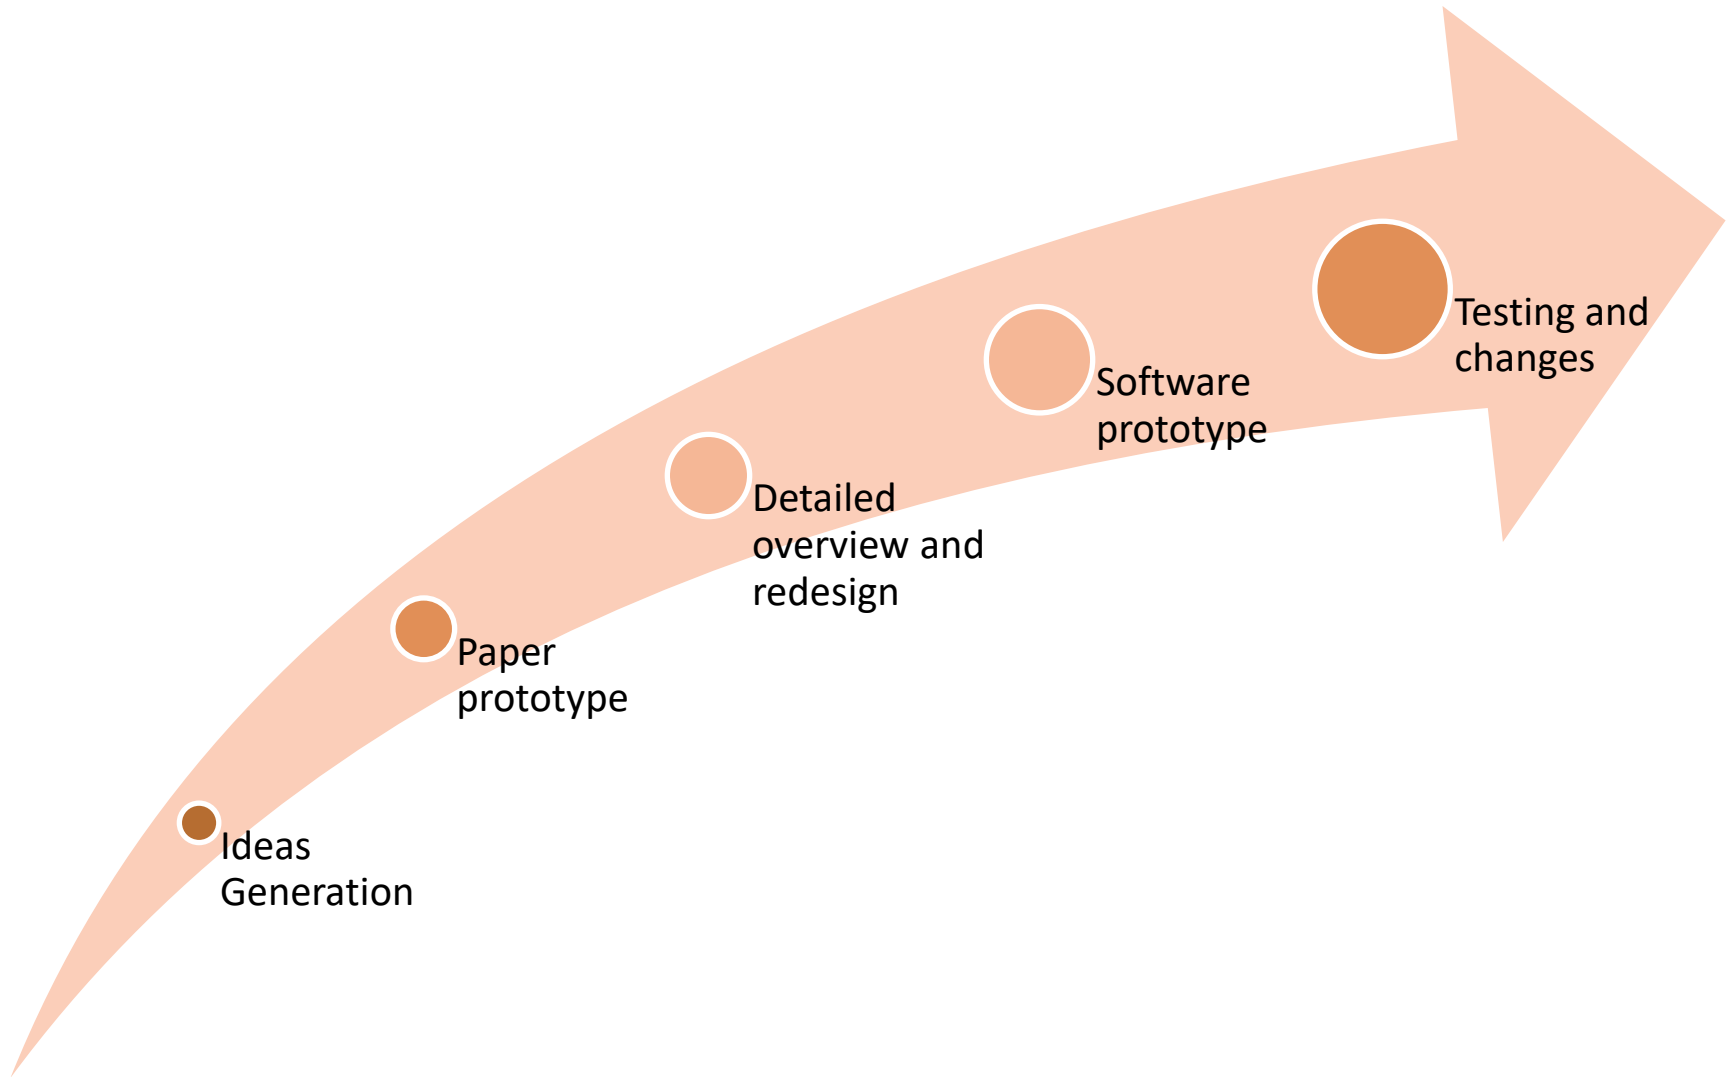 Ideas
Generation
Paper
prototype
Detailed
overview and
redesign
Software
prototype
Testing and
changes